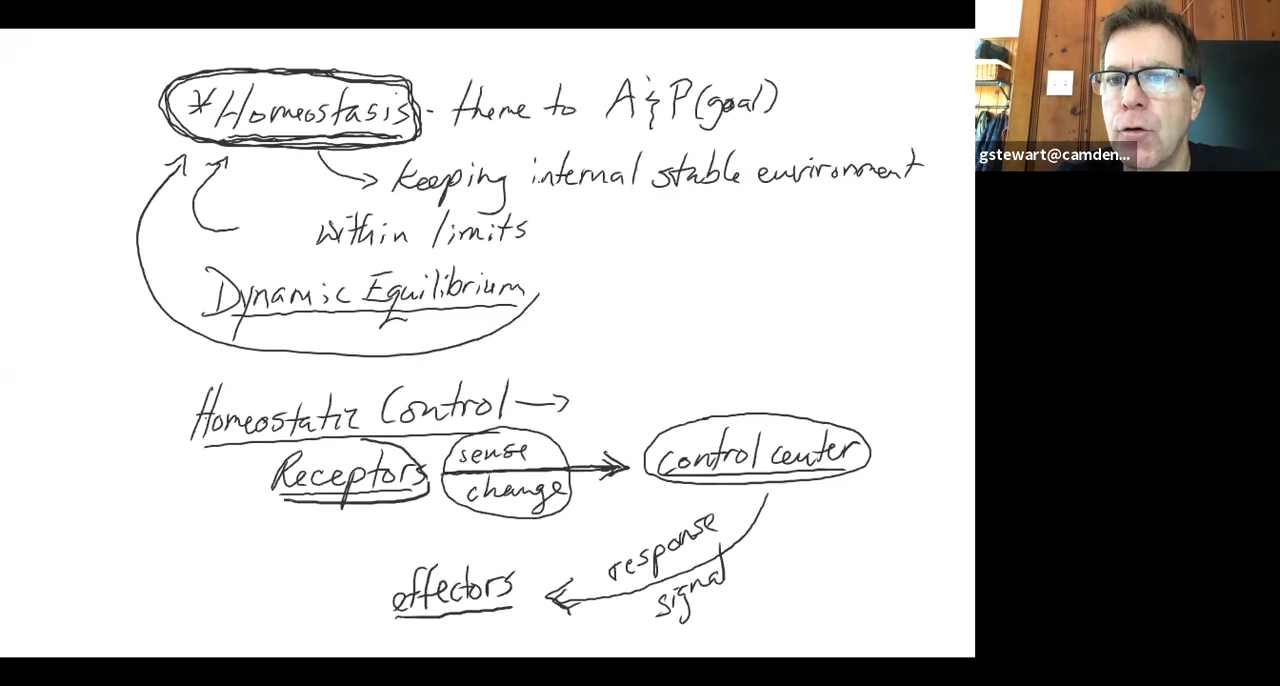 *Homeostasis - theme to A & P (goal)
→ Keeping internal stable environment
within limits
Dynamic Equilibrium
Homeostatic Control →
Receptors sense change → control center
response signal
effectors
gstewart@camden...